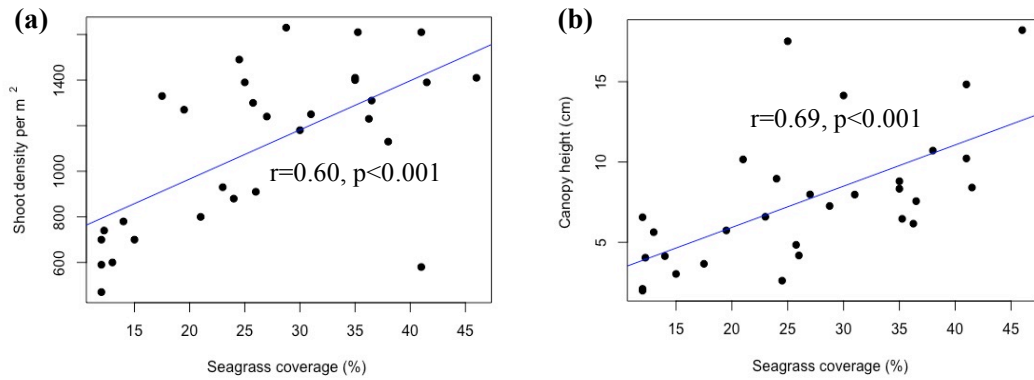 (a)
Shoot density per m²
1400
1000
800
600
r=0.60, p<0.001
15 20 25 30 35 40 45
Seagrass coverage (%)
(b)
Canopy height (cm)
15
10
5
r=0.69, p<0.001
15 20 25 30 35 40 45
Seagrass coverage (%)